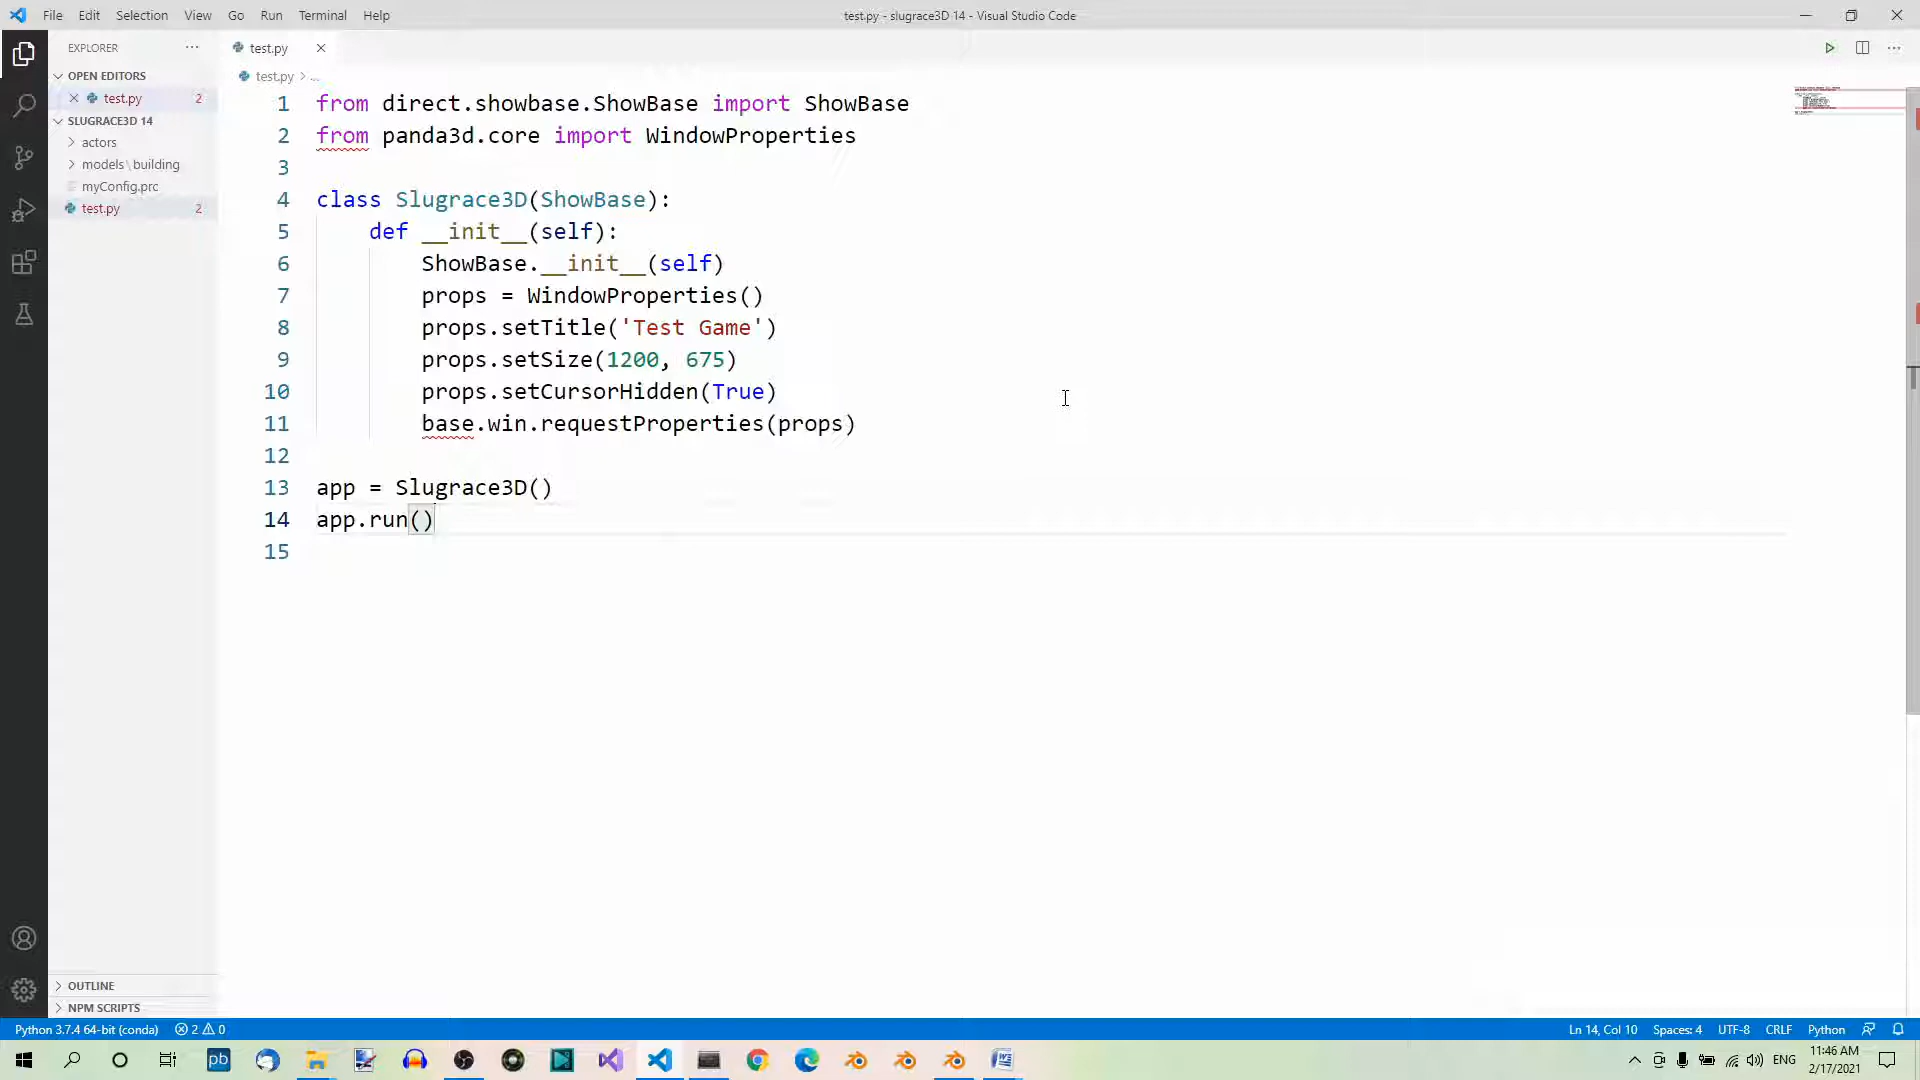 File Edit Selection View Go Run Terminal Help
test.py - slugrace3D 14 - Visual Studio Code
EXPLORER ...
OPEN EDITORS
test.py 2
SLUGRACE3D 14
actors
models\building
myConfig.prc
test.py 2
OUTLINE
NPM SCRIPTS
test.py
test.py > ...
1 from direct.showbase.ShowBase import ShowBase
2 from panda3d.core import WindowProperties
3
4 class Slugrace3D(ShowBase):
5 def __init__(self):
6 ShowBase.__init__(self)
7 props = WindowProperties()
8 props.setTitle('Test Game')
9 props.setSize(1200, 675)
10 props.setCursorHidden(True)
11 base.win.requestProperties(props)
12
13 app = Slugrace3D()
14 app.run()
15
Python 3.7.4 64-bit (conda) 2 0
Ln 14, Col 10 Spaces: 4 UTF-8 CRLF Python
pb
ENG
11:46 AM
2/17/2021